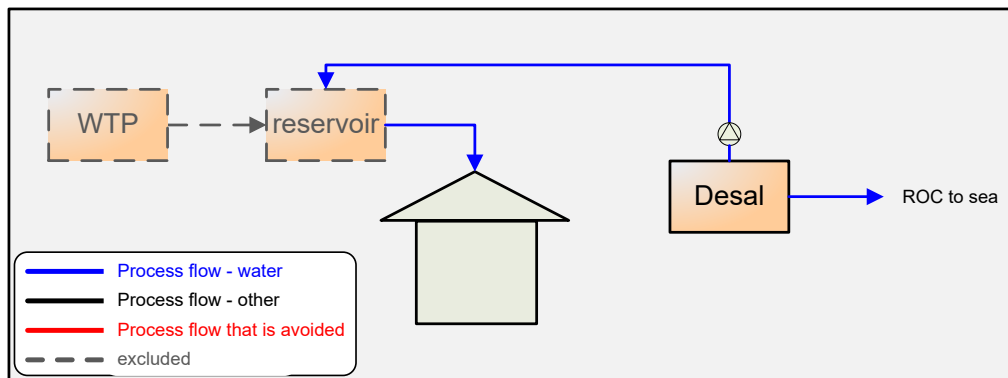 WTP
reservoir
Desal
ROC to sea
Process flow - water
Process flow - other
Process flow that is avoided
excluded